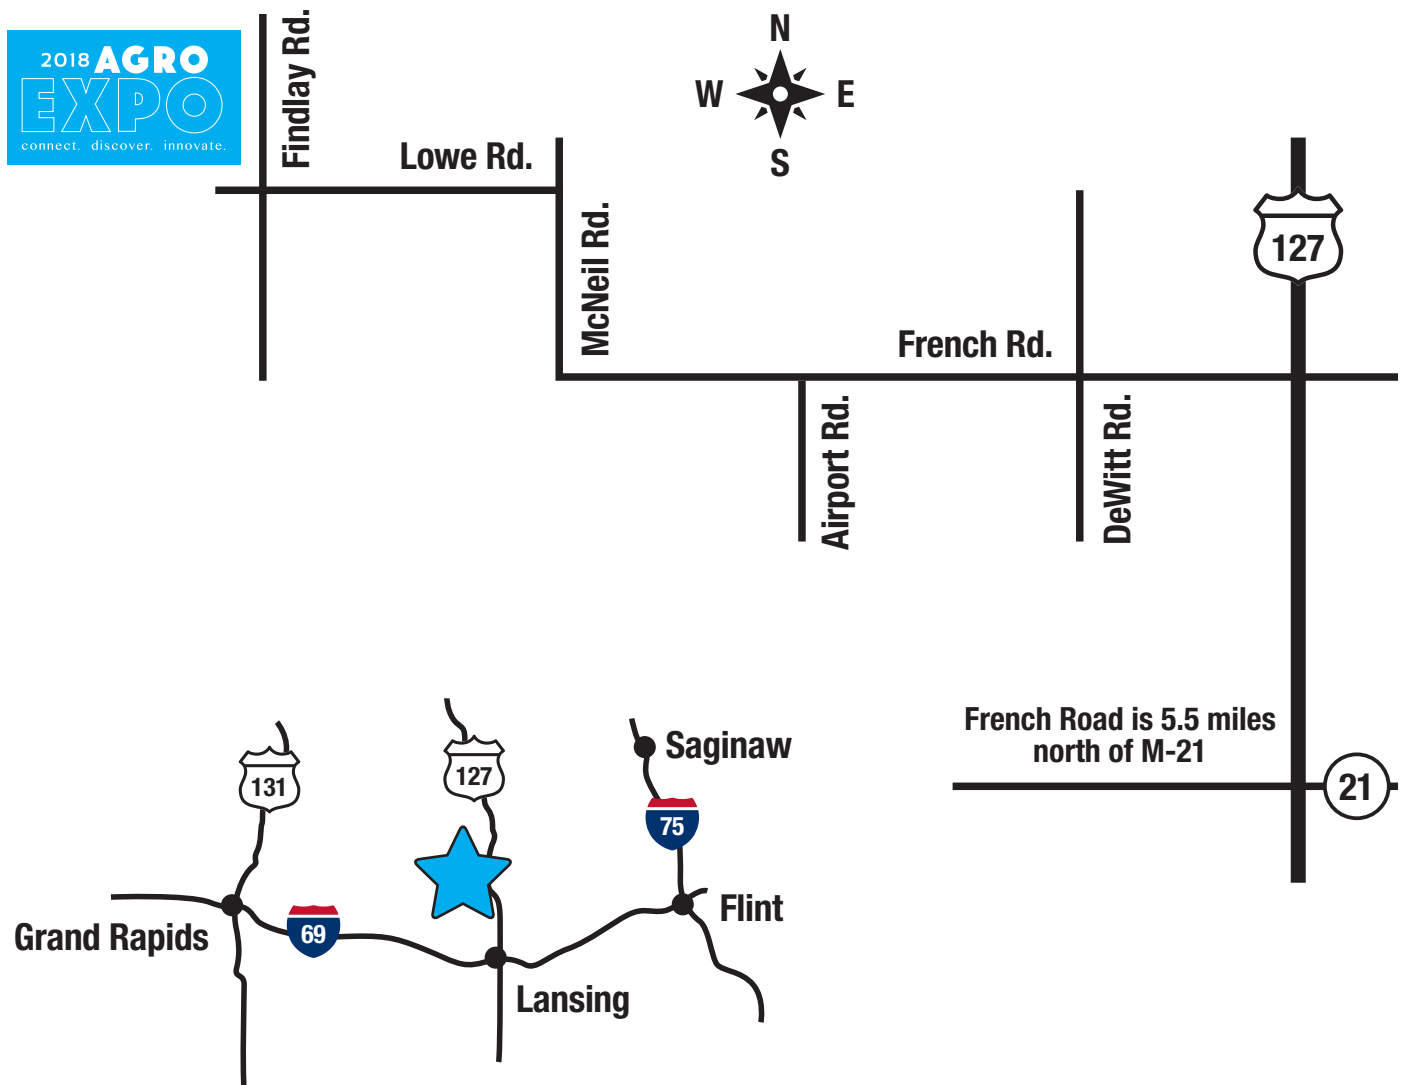 2018 AGRO
EXPO
connect. discover. innovate.
Findlay Rd.
Lowe Rd.
N
W
E
S
McNeil Rd.
127
French Rd.
Airport Rd.
DeWitt Rd.
French Road is 5.5 miles
north of M-21
21
131
127
Saginaw
75
Grand Rapids
69
Flint
Lansing